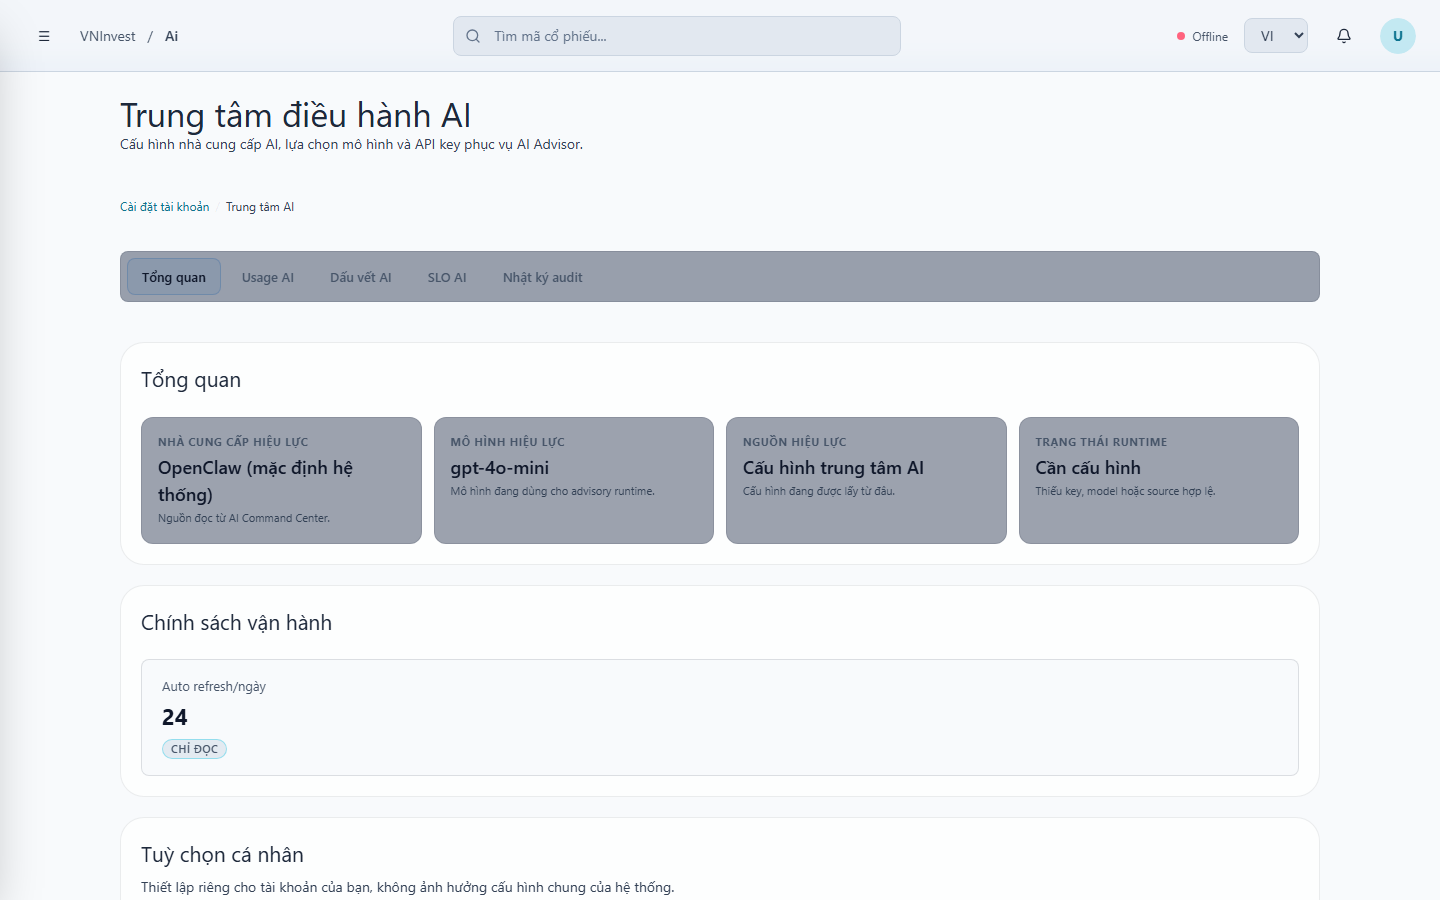 ☰ VNInvest / Ai
Tìm mã cổ phiếu...
Offline
VI
U
Trung tâm điều hành AI
Cấu hình nhà cung cấp AI, lựa chọn mô hình và API key phục vụ AI Advisor.
Cài đặt tài khoản / Trung tâm AI
Tổng quan
Usage AI
Dấu vết AI
SLO AI
Nhật ký audit
Tổng quan
NHÀ CUNG CẤP HIỆU LỰC
OpenClaw (mặc định hệ
thống)
Nguồn đọc từ AI Command Center.
MÔ HÌNH HIỆU LỰC
gpt-4o-mini
Mô hình đang dùng cho advisory runtime.
NGUỒN HIỆU LỰC
Cấu hình trung tâm AI
Cấu hình đang được lấy từ đâu.
TRẠNG THÁI RUNTIME
Cần cấu hình
Thiếu key, model hoặc source hợp lệ.
Chính sách vận hành
Auto refresh/ngày
24
CHỈ ĐỌC
Tuỳ chọn cá nhân
Thiết lập riêng cho tài khoản của bạn, không ảnh hưởng cấu hình chung của hệ thống.